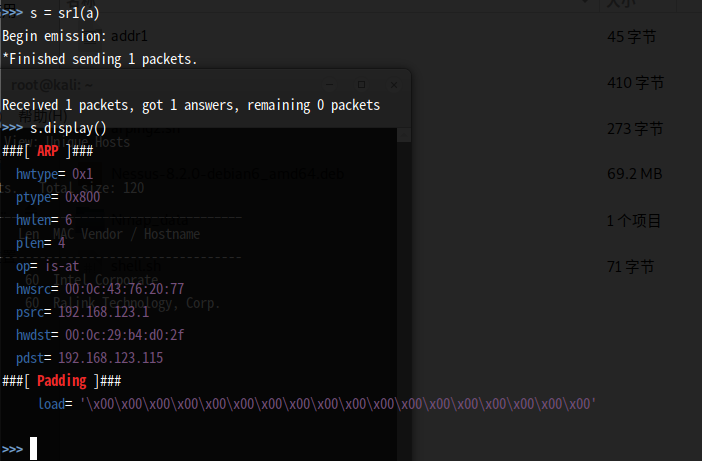 >>> s = sr1(a)
Begin emission:
*Finished sending 1 packets.
Received 1 packets, got 1 answers, remaining 0 packets
>>> s.display()
###[ ARP ]###
hwtype= 0x1
ptype= 0x800
hwlen= 6
plen= 4
op= is-at
hwsrc= 00:0c:43:76:20:77
psrc= 192.168.123.1
hwdst= 00:0c:29:b4:d0:2f
pdst= 192.168.123.115
###[ Padding ]###
load= '\x00\x00\x00\x00\x00\x00\x00\x00\x00\x00\x00\x00\x00\x00\x00\x00\x00\x00'
>>>
addr1
root@kali: ~
帮助(H)
View: Unique Hosts
Total size: 120
Len MAC Vendor / Hostname
60 Intel Corporate
60 Ralink Technology, Corp.
大小
45 字节
410 字节
273 字节
69.2 MB
1 个项目
71 字节